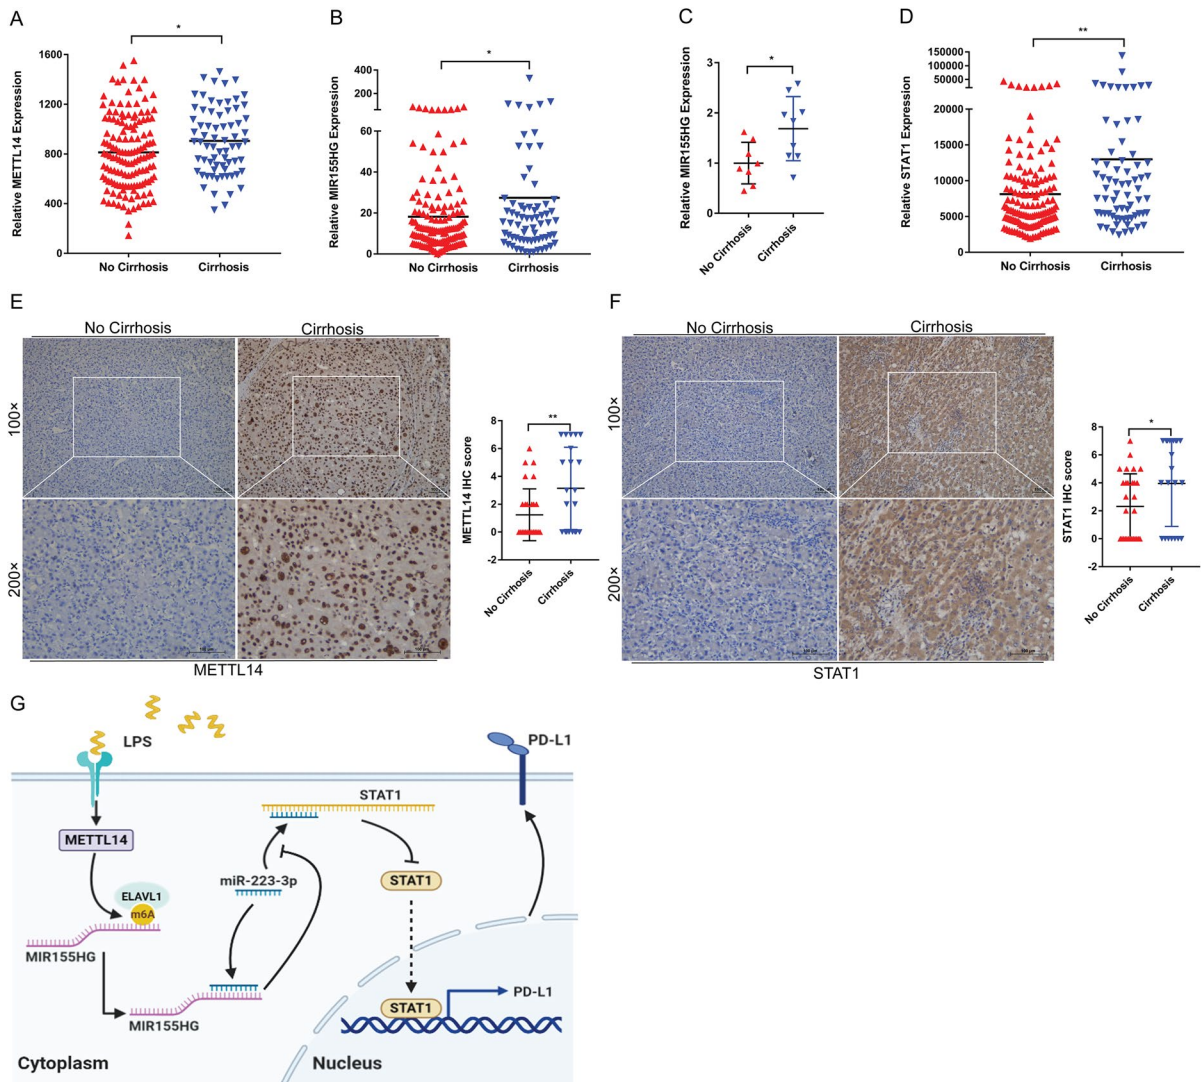 A
*
Relative METTL14 Expression
1600
1200
800
400
0
No Cirrhosis
Cirrhosis
B
*
Relative MIR155HG Expression
400
200
60
40
20
0
No Cirrhosis
Cirrhosis
C
*
Relative MIR155HG Expression
3
2
1
0
No Cirrhosis
Cirrhosis
D
**
Relative STAT1 Expression
150000
100000
50000
20000
15000
10000
5000
0
No Cirrhosis
Cirrhosis
E
No Cirrhosis
Cirrhosis
100×
200×
METTL14
**
METTL14 IHC score
8
6
4
2
0
-2
No Cirrhosis
Cirrhosis
F
No Cirrhosis
Cirrhosis
100×
200×
STAT1
*
STAT1 IHC score
8
6
4
2
0
-2
No Cirrhosis
Cirrhosis
G
LPS
PD-L1
STAT1
METTL14
miR-223-3p
STAT1
ELAVL1
m6A
MIR155HG
MIR155HG
STAT1
PD-L1
Cytoplasm
Nucleus